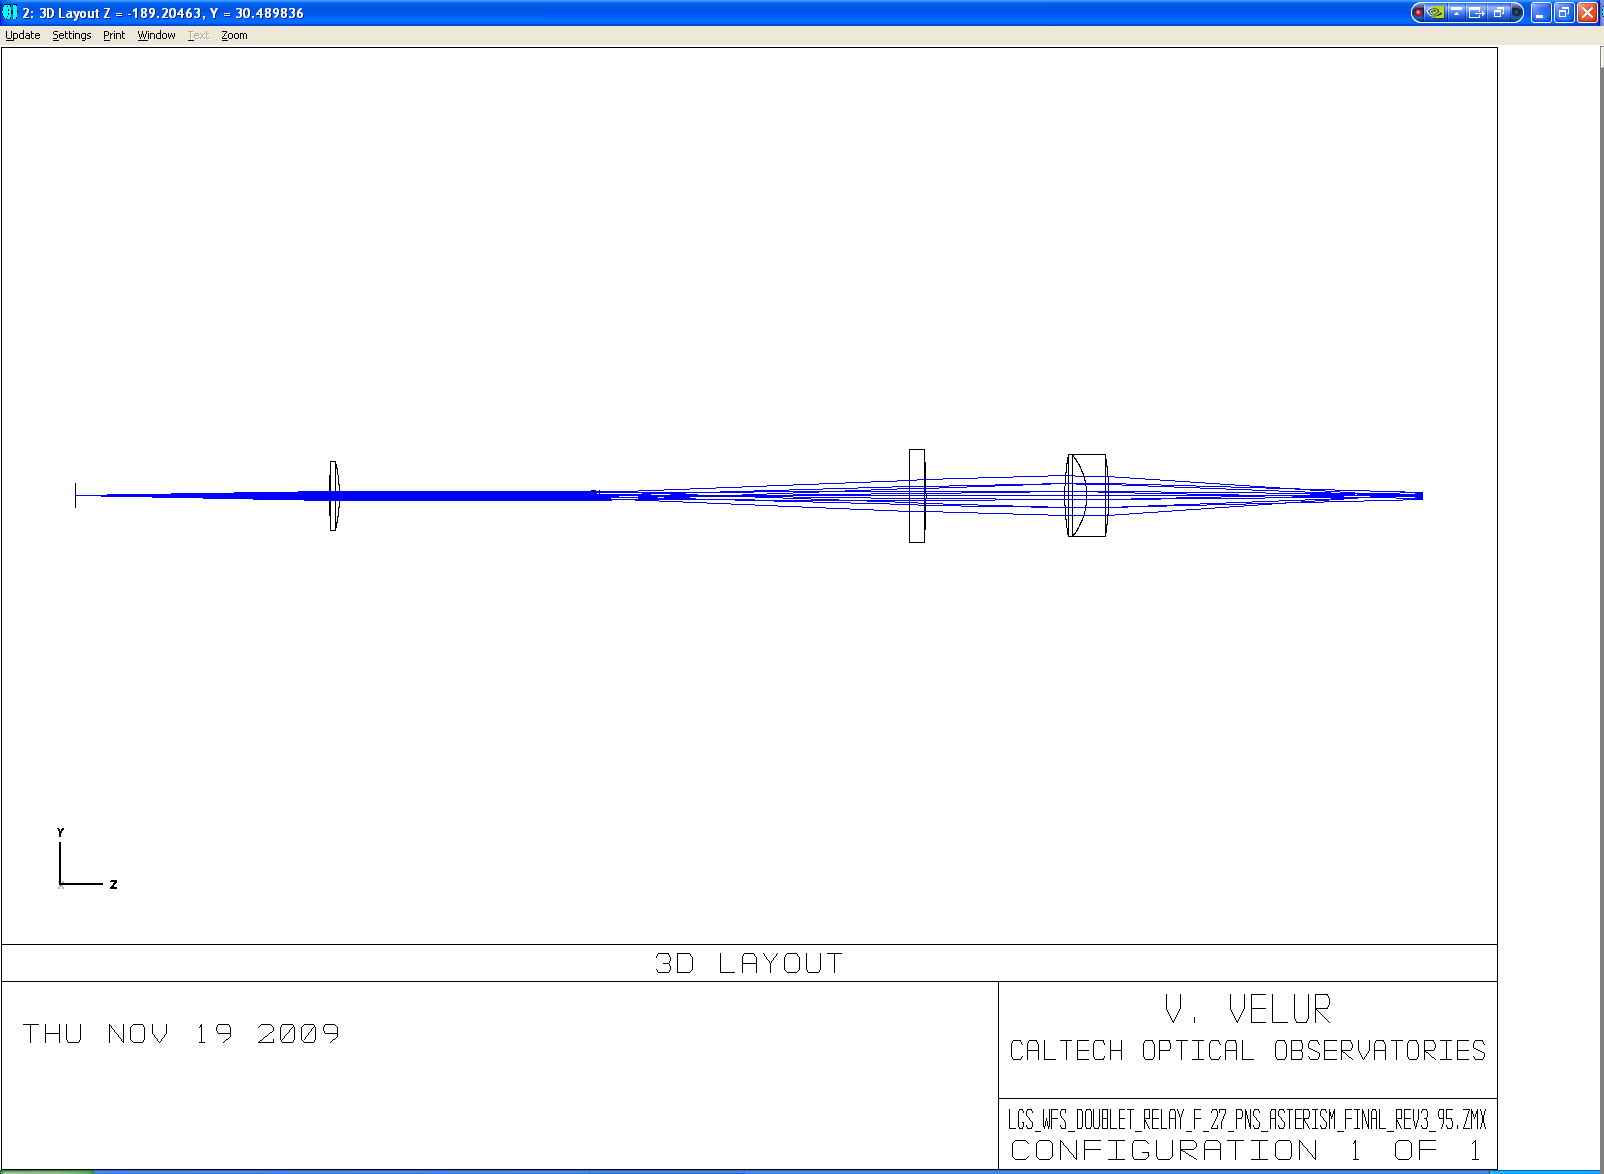 2: 3D Layout Z = -189.20463, Y = 30.489836
Update Settings Print Window Text Zoom
Y
Z
3D LAYOUT
THU NOV 19 2009
V. VELUR
CALTECH OPTICAL OBSERVATORIES
LGS_WFS_DOUBLET_RELAY_F_27_PNS_ASTERISM_FINAL_REV3_95.ZMX
CONFIGURATION 1 OF 1